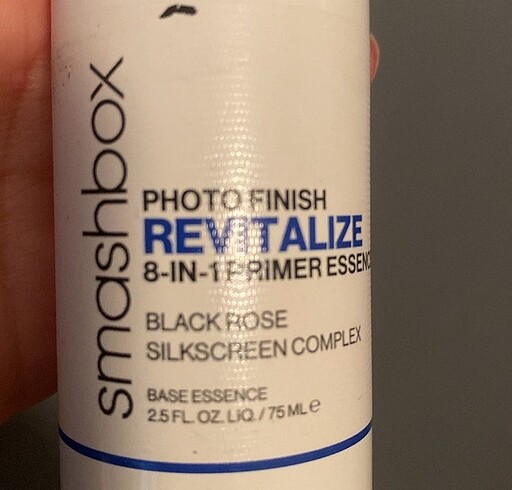 smashbox
PHOTO FINISH
REVITALIZE
8-IN-1 PRIMER ESSENC
BLACK ROSE
SILKSCREEN COMPLEX
BASE ESSENCE
2.5 FL. OZ. LIQ. / 75 ML e